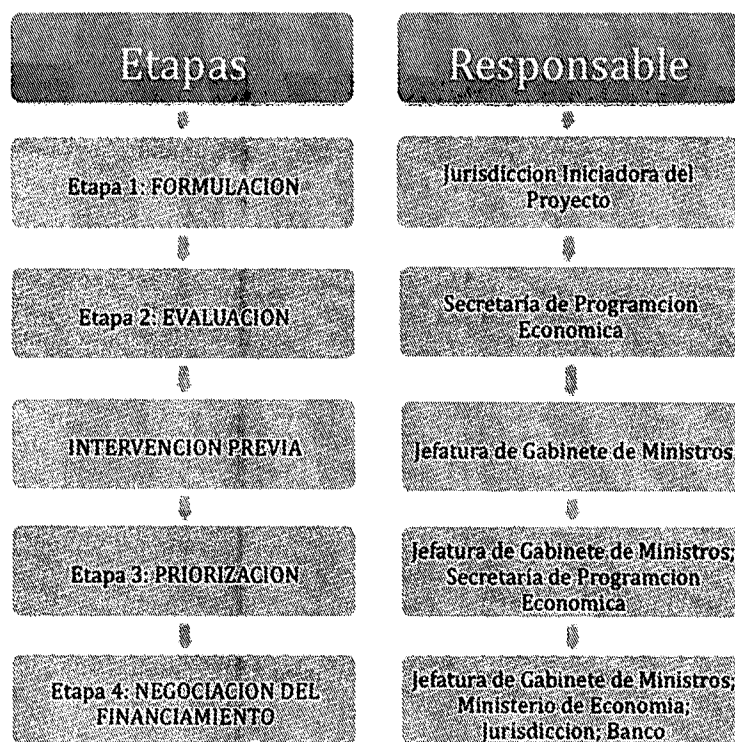 Etapas
Responsable
Etapa 1: FORMULACION
Jurisdiccion Iniciadora del
Proyecto
Etapa 2: EVALUACION
Secretaría de Programcion
Economica
INTERVENCION PREVIA
Jefatura de Gabinete de Ministros
Etapa 3: PRIORIZACION
Jefatura de Gabinete de Ministros;
Secretaría de Programcion
Economica
Etapa 4: NEGOCIACION DEL
FINANCIAMIENTO
Jefatura de Gabinete de Ministros;
Ministerio de Economia;
Jurisdiccion; Banco